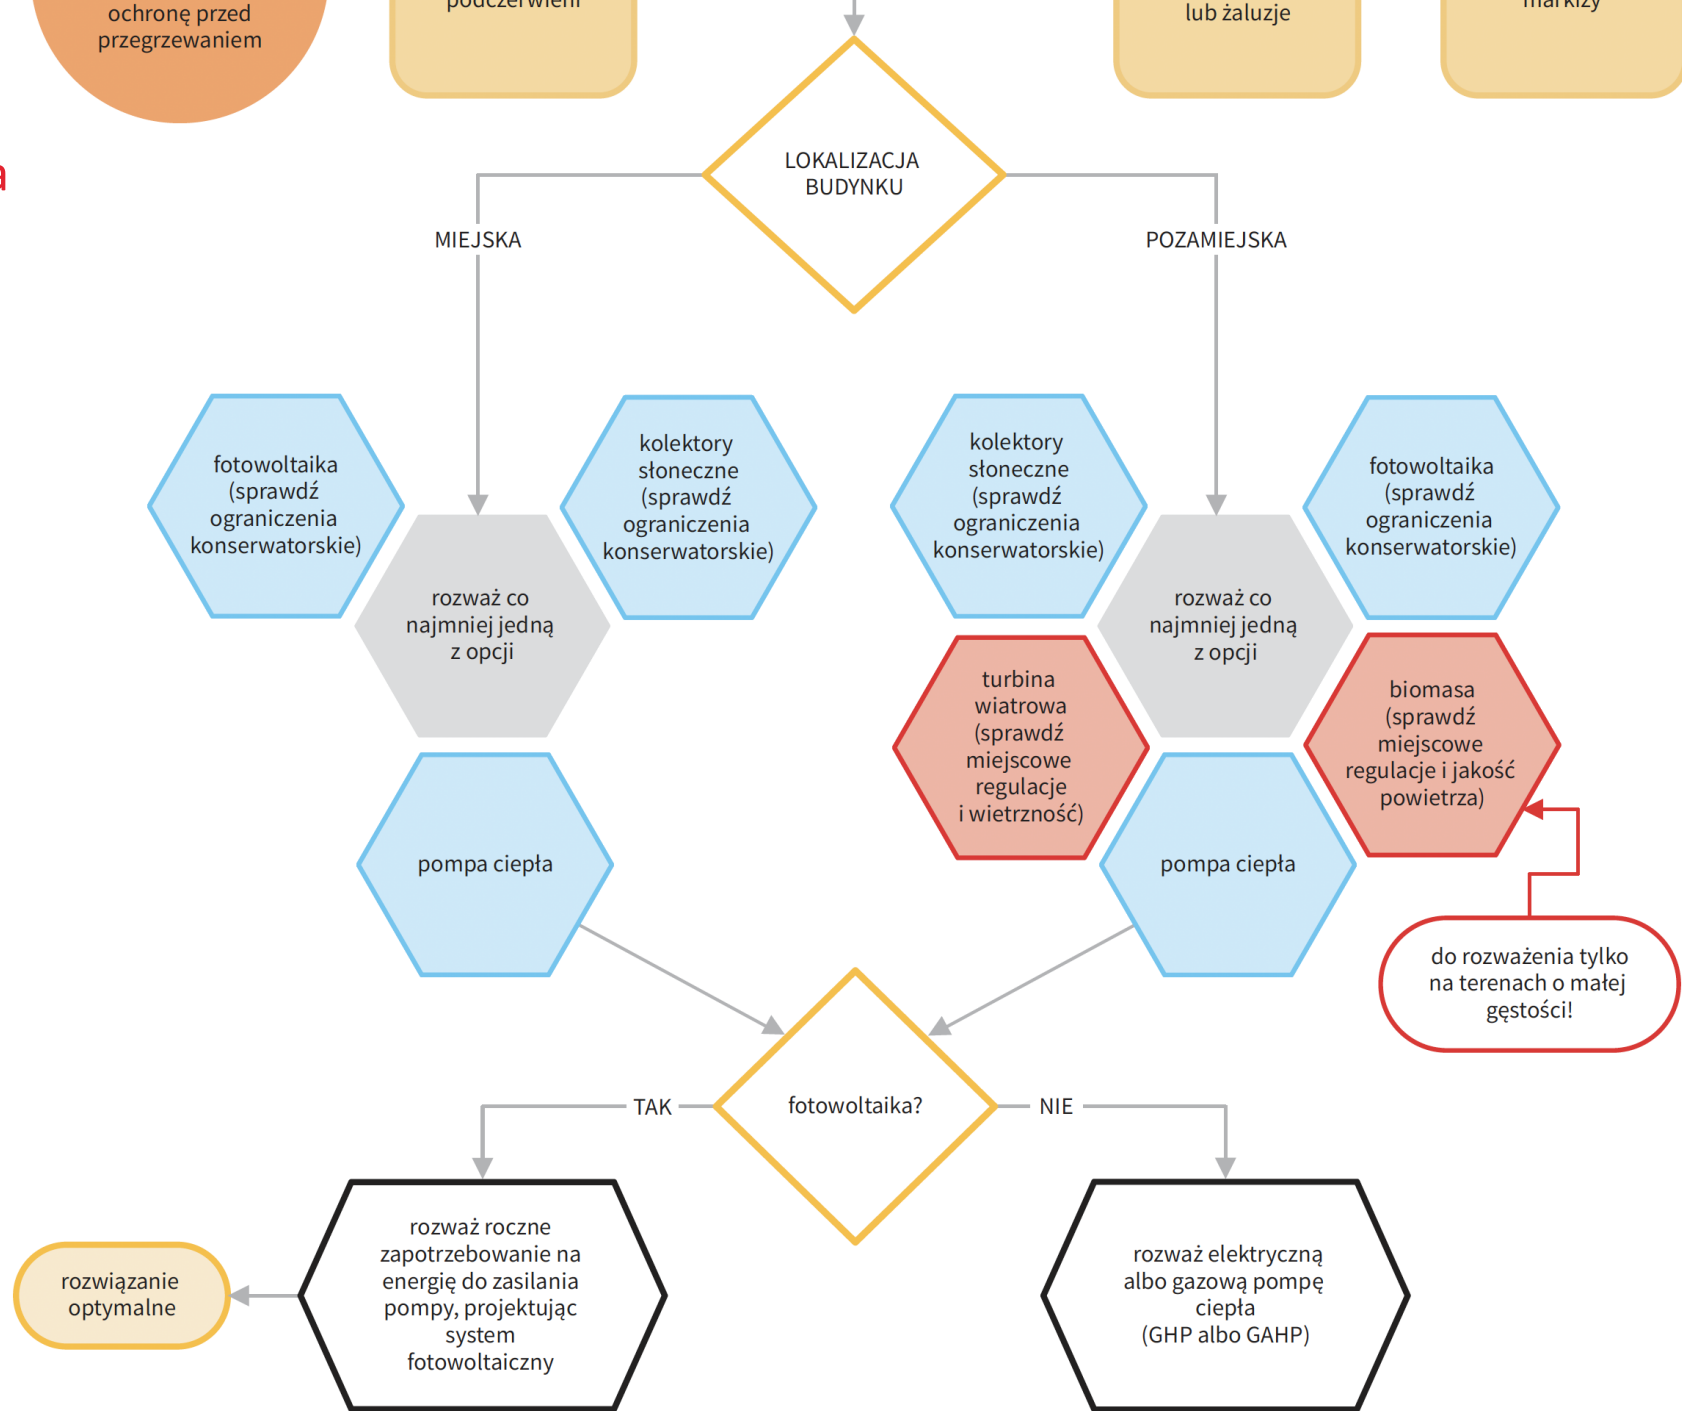 ochronę przed
przegrzewaniem
podczerwieni
lub żaluzje
markizy
LOKALIZACJA
BUDYNKU
MIEJSKA
POZAMIEJSKA
fotowoltaika
(sprawdź
ograniczenia
konserwatorskie)
kolektory
słoneczne
(sprawdź
ograniczenia
konserwatorskie)
kolektory
słoneczne
(sprawdź
ograniczenia
konserwatorskie)
fotowoltaika
(sprawdź
ograniczenia
konserwatorskie)
rozważ co
najmniej jedną
z opcji
rozważ co
najmniej jedną
z opcji
turbina
wiatrowa
(sprawdź
miejscowe
regulacje
i wietrzność)
biomasa
(sprawdź
miejscowe
regulacje i jakość
powietrza)
pompa ciepła
pompa ciepła
do rozważenia tylko
na terenach o małej
gęstości!
fotowoltaika?
TAK
NIE
rozważ roczne
zapotrzebowanie na
energię do zasilania
pompy, projektując
system
fotowoltaiczny
rozwiązanie
optymalne
rozważ elektryczną
albo gazową pompę
ciepła
(GHP albo GAHP)